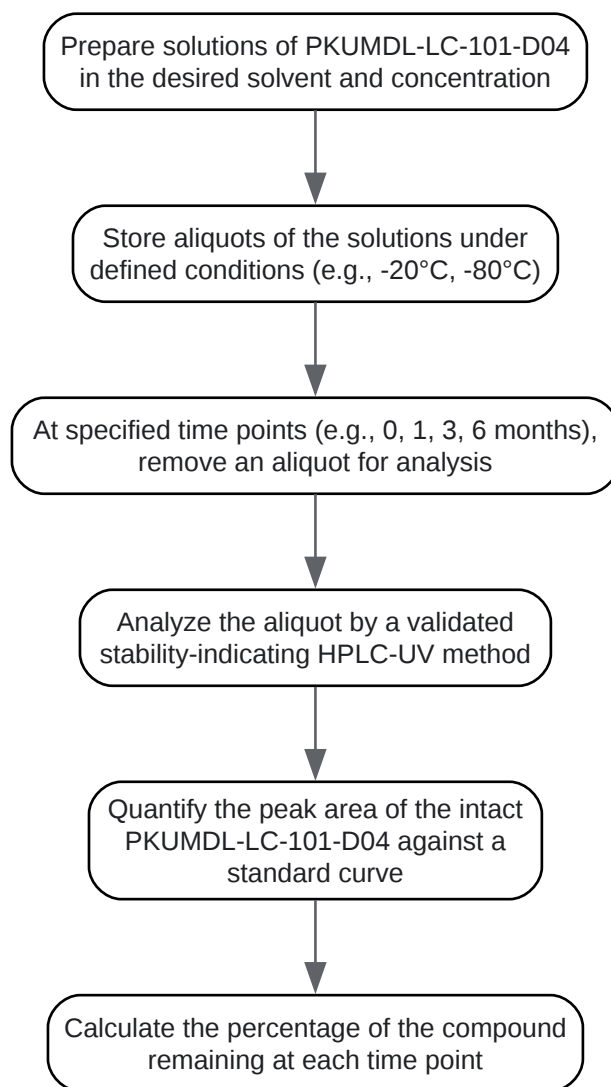 Prepare solutions of PKUMDL-LC-101-D04
in the desired solvent and concentration
Store aliquots of the solutions under
defined conditions (e.g., -20°C, -80°C)
At specified time points (e.g., 0, 1, 3, 6 months),
remove an aliquot for analysis
Analyze the aliquot by a validated
stability-indicating HPLC-UV method
Quantify the peak area of the intact
PKUMDL-LC-101-D04 against a
standard curve
Calculate the percentage of the compound
remaining at each time point